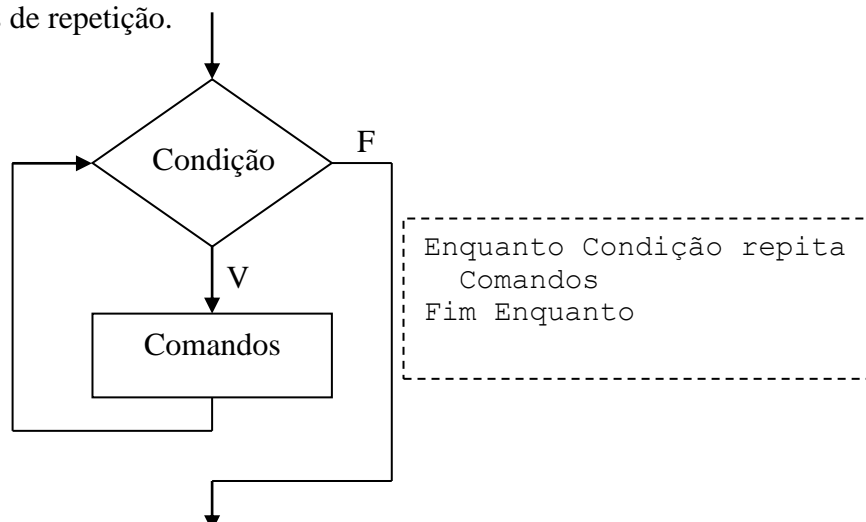 de repetição.
F
Condição
Enquanto Condição repita
Comandos
Fim Enquanto
V
Comandos